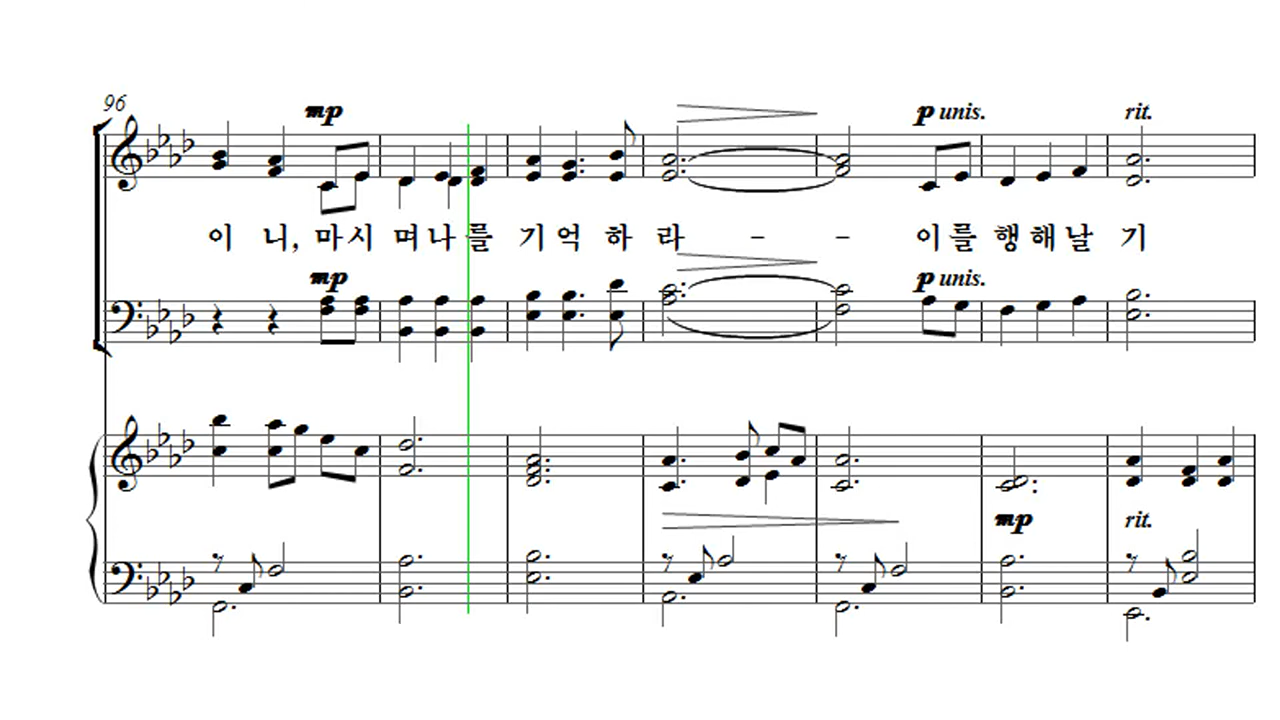 96
mp
p unis.
rit.
이 니, 마시 며나를 기억 하 라 - - 이를 행해날 기
mp
p unis.
mp
rit.